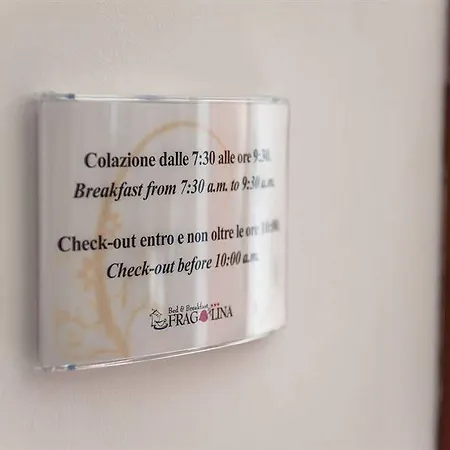 Colazione dalle 7:30 alle ore 9:30.
Breakfast from 7:30 a.m. to 9:30 a.m.
Check-out entro e non oltre le ore 10:00.
Check-out before 10:00 a.m.
Bed & Breakfast
FRAGOLINA